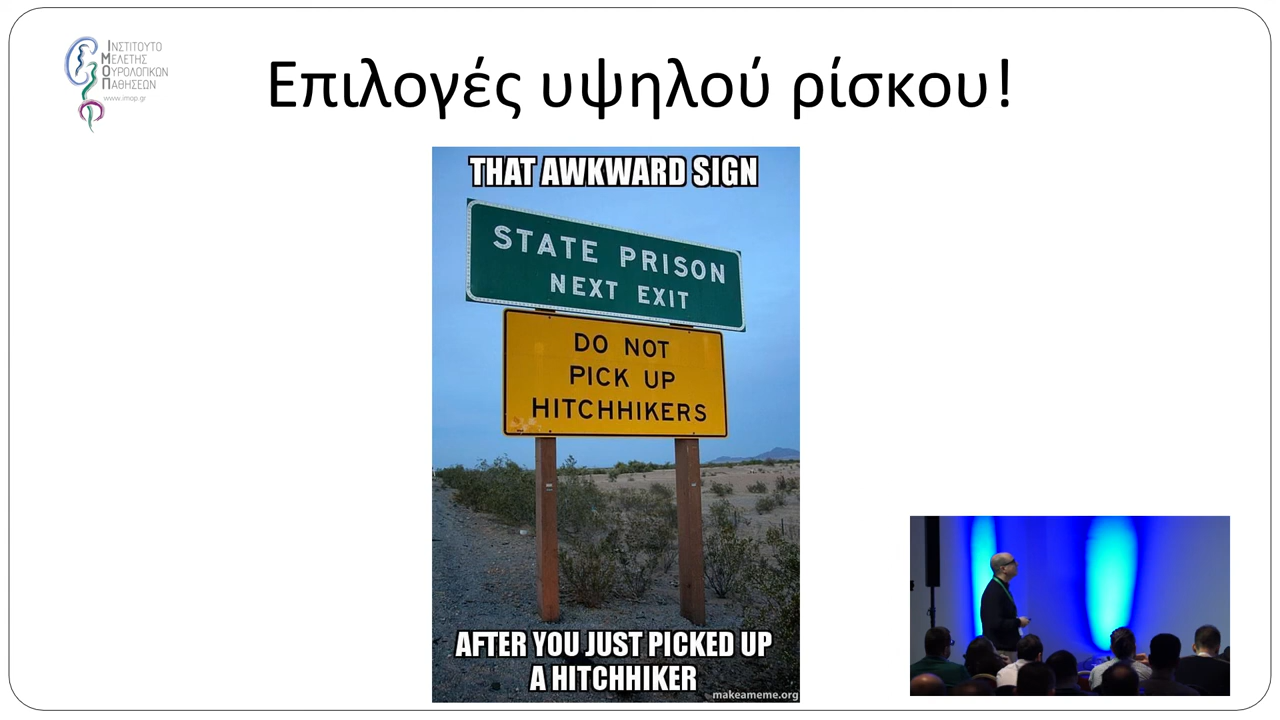 ΙΝΣΤΙΤΟΥΤΟ
ΜΕΛΕΤΗΣ
ΟΥΡΟΛΟΓΙΚΩΝ
ΠΑΘΗΣΕΩΝ
www.imop.gr
Επιλογές υψηλού ρίσκου!
THAT AWKWARD SIGN
STATE PRISON
NEXT EXIT
DO NOT
PICK UP
HITCHHIKERS
AFTER YOU JUST PICKED UP
A HITCHHIKER
makeameme.org